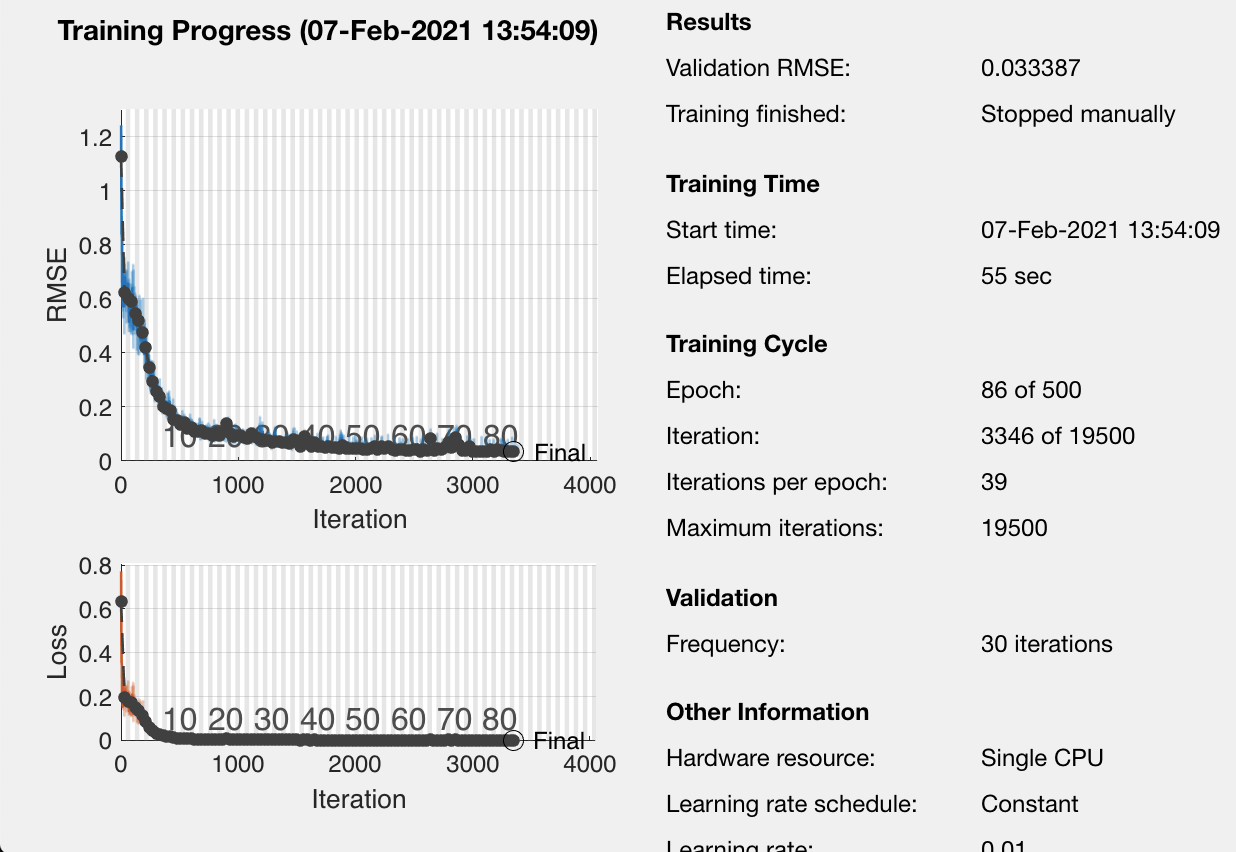 Training Progress (07-Feb-2021 13:54:09)
1.2
1
0.8
0.6
0.4
0.2
0
RMSE
10 20 30 40 50 60 70 80
Final
0 1000 2000 3000 4000
Iteration
0.8
0.6
0.4
0.2
0
Loss
10 20 30 40 50 60 70 80
Final
0 1000 2000 3000 4000
Iteration
Results
Validation RMSE: 0.033387
Training finished: Stopped manually
Training Time
Start time: 07-Feb-2021 13:54:09
Elapsed time: 55 sec
Training Cycle
Epoch: 86 of 500
Iteration: 3346 of 19500
Iterations per epoch: 39
Maximum iterations: 19500
Validation
Frequency: 30 iterations
Other Information
Hardware resource: Single CPU
Learning rate schedule: Constant
Learning rate: 0.01